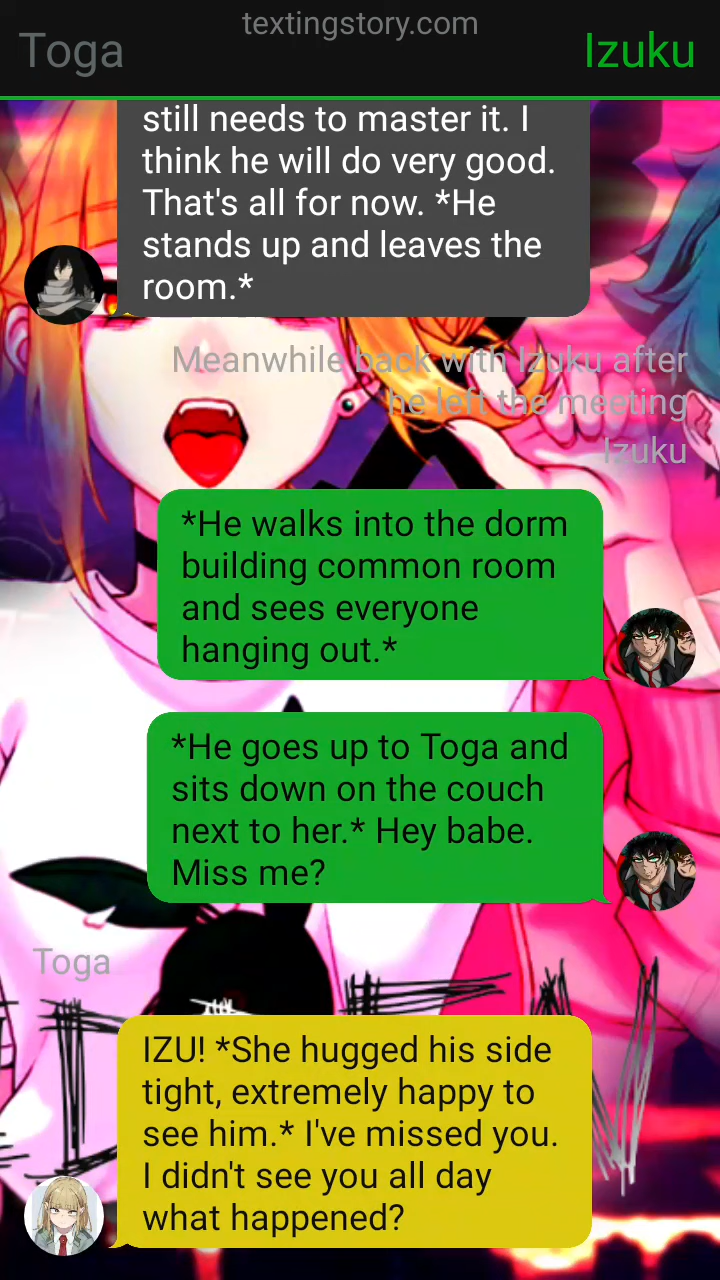 textingstory.com
Toga
Izuku
still needs to master it. I
think he will do very good.
That's all for now. *He
stands up and leaves the
room.*
Meanwhile back with Izuku after
he left the meeting
Izuku
*He walks into the dorm
building common room
and sees everyone
hanging out.*
*He goes up to Toga and
sits down on the couch
next to her.* Hey babe.
Miss me?
Toga
IZU! *She hugged his side
tight, extremely happy to
see him.* I've missed you.
I didn't see you all day
what happened?